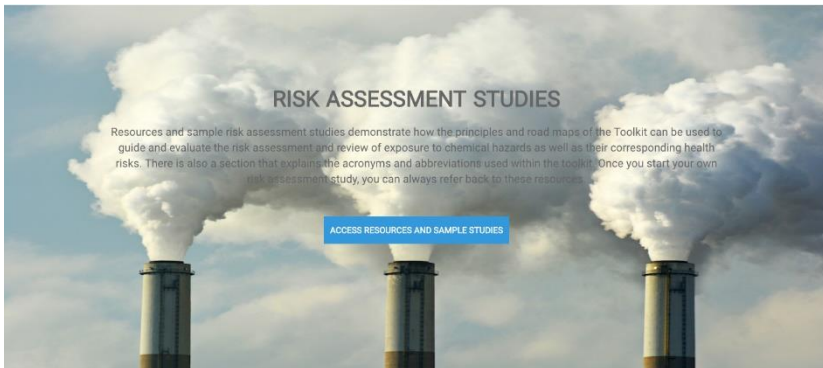 RISK ASSESSMENT STUDIES
Resources and sample risk assessment studies demonstrate how the principles and road maps of the Toolkit can be used to
guide and evaluate the risk assessment and review of exposure to chemical hazards as well as their corresponding health
risks. There is also a section that explains the acronyms and abbreviations used within the toolkit. Once you start your own
risk assessment study, you can always refer back to these resources.
ACCESS RESOURCES AND SAMPLE STUDIES